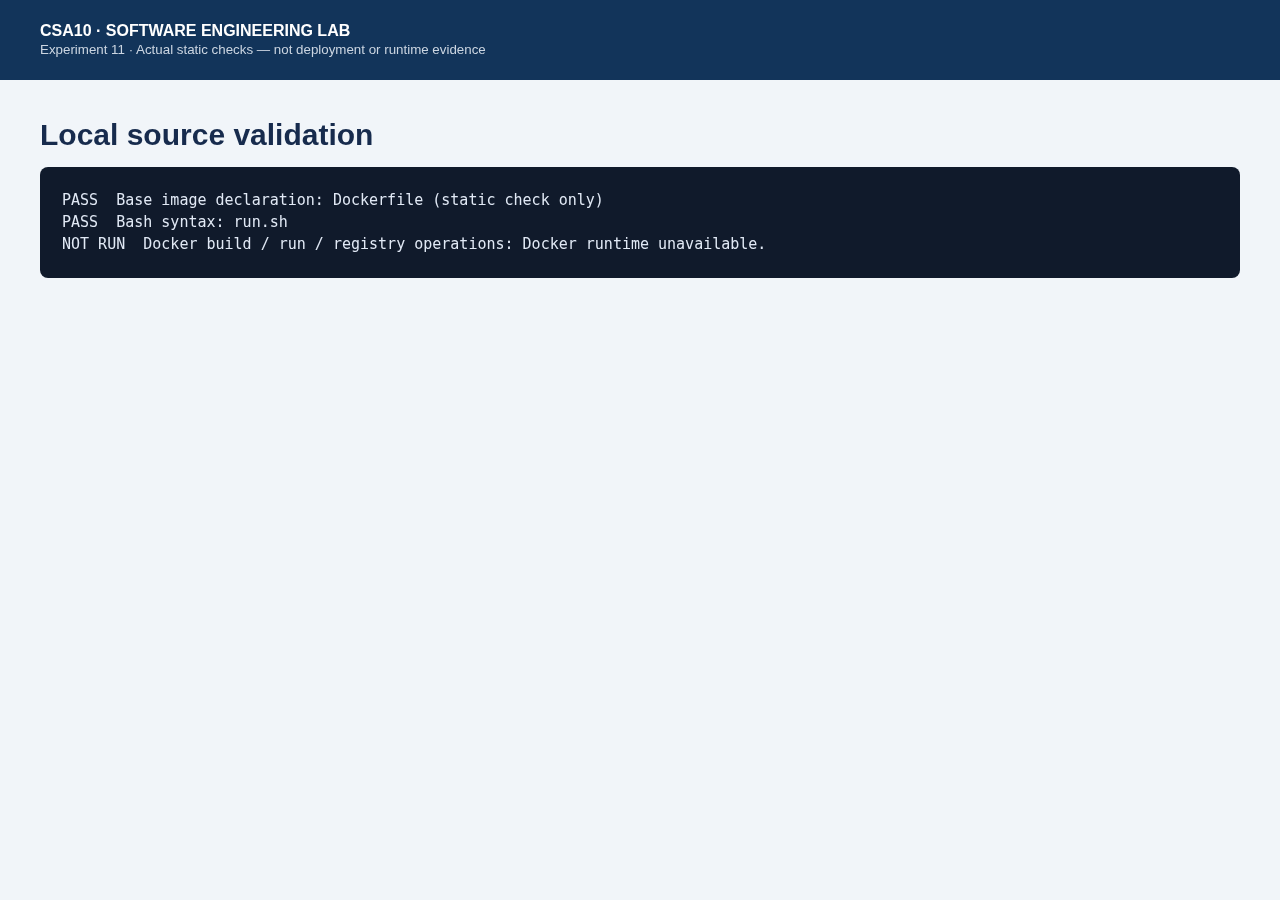 CSA10 · SOFTWARE ENGINEERING LAB
Experiment 11 · Actual static checks — not deployment or runtime evidence
Local source validation
PASS  Base image declaration: Dockerfile (static check only)
PASS  Bash syntax: run.sh
NOT RUN  Docker build / run / registry operations: Docker runtime unavailable.